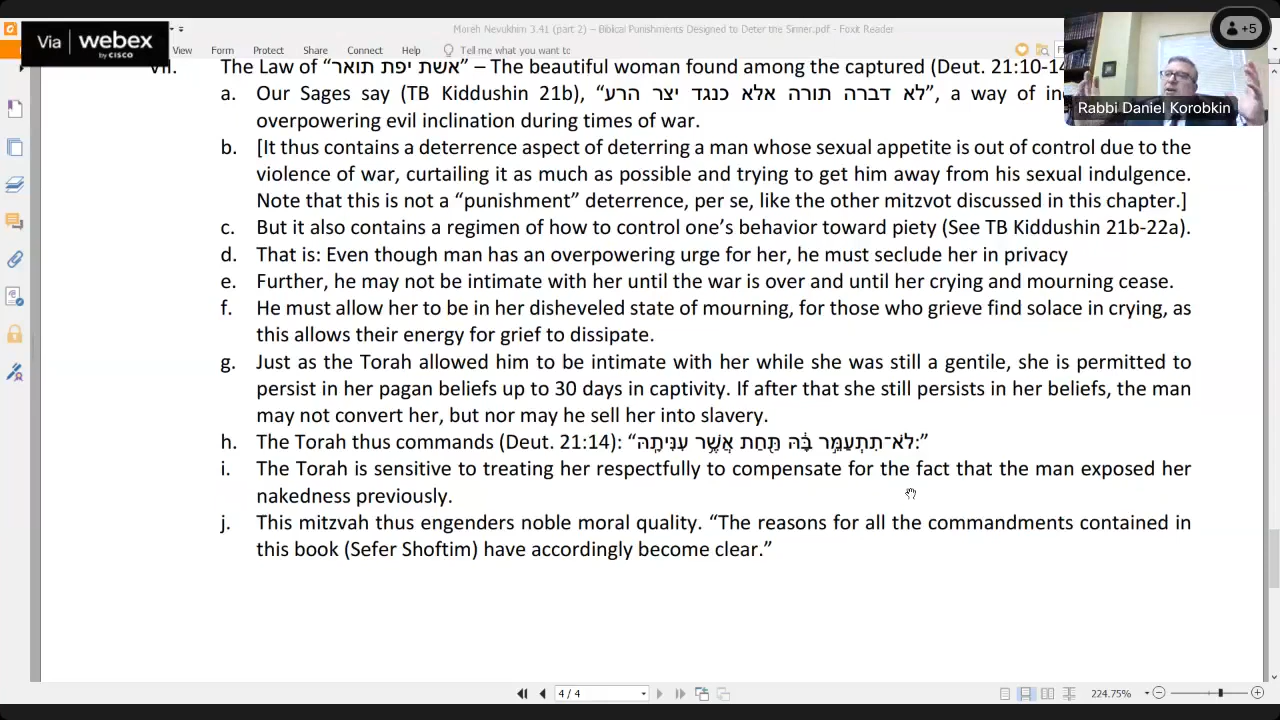 Moreh Nevukhim 3.41 (part 2) – Biblical Punishments Designed to Deter the Sinner.pdf - Foxit Reader
Via webex
by CISCO
View Form Protect Share Connect Help Tell me what you want to
+5
Rabbi Daniel Korobkin
VII. The Law of “אשת יפת תואר” – The beautiful woman found among the captured (Deut. 21:10-14
a. Our Sages say (TB Kiddushin 21b), “לא דברה תורה אלא כנגד יצר הרע”, a way of
overpowering evil inclination during times of war.
b. [It thus contains a deterrence aspect of deterring a man whose sexual appetite is out of control due to the
violence of war, curtailing it as much as possible and trying to get him away from his sexual indulgence.
Note that this is not a “punishment” deterrence, per se, like the other mitzvot discussed in this chapter.]
c. But it also contains a regimen of how to control one’s behavior toward piety (See TB Kiddushin 21b-22a).
d. That is: Even though man has an overpowering urge for her, he must seclude her in privacy
e. Further, he may not be intimate with her until the war is over and until her crying and mourning cease.
f. He must allow her to be in her disheveled state of mourning, for those who grieve find solace in crying, as
this allows their energy for grief to dissipate.
g. Just as the Torah allowed him to be intimate with her while she was still a gentile, she is permitted to
persist in her pagan beliefs up to 30 days in captivity. If after that she still persists in her beliefs, the man
may not convert her, but nor may he sell her into slavery.
h. The Torah thus commands (Deut. 21:14): “לֹא־תִתְעַמֵּ֣ר בָּ֔הּ תַּ֖חַת אֲשֶׁ֥ר עִנִּיתָֽהּ:”
i. The Torah is sensitive to treating her respectfully to compensate for the fact that the man exposed her
nakedness previously.
j. This mitzvah thus engenders noble moral quality. “The reasons for all the commandments contained in
this book (Sefer Shoftim) have accordingly become clear.”
4 / 4
224.75%